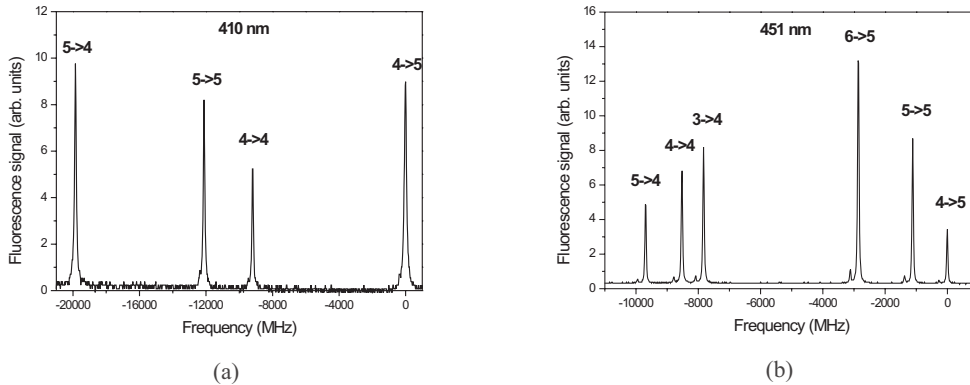 410 nm
5->4
5->5
4->4
4->5
Fluorescence signal (arb. units)
12
10
8
6
4
2
0
-20000 -16000 -12000 -8000 -4000 0
Frequency (MHz)
(a)
451 nm
6->5
5->5
3->4
4->4
5->4
4->5
Fluorescence signal (arb. units)
16
14
12
10
8
6
4
2
0
-10000 -8000 -6000 -4000 -2000 0
Frequency (MHz)
(b)